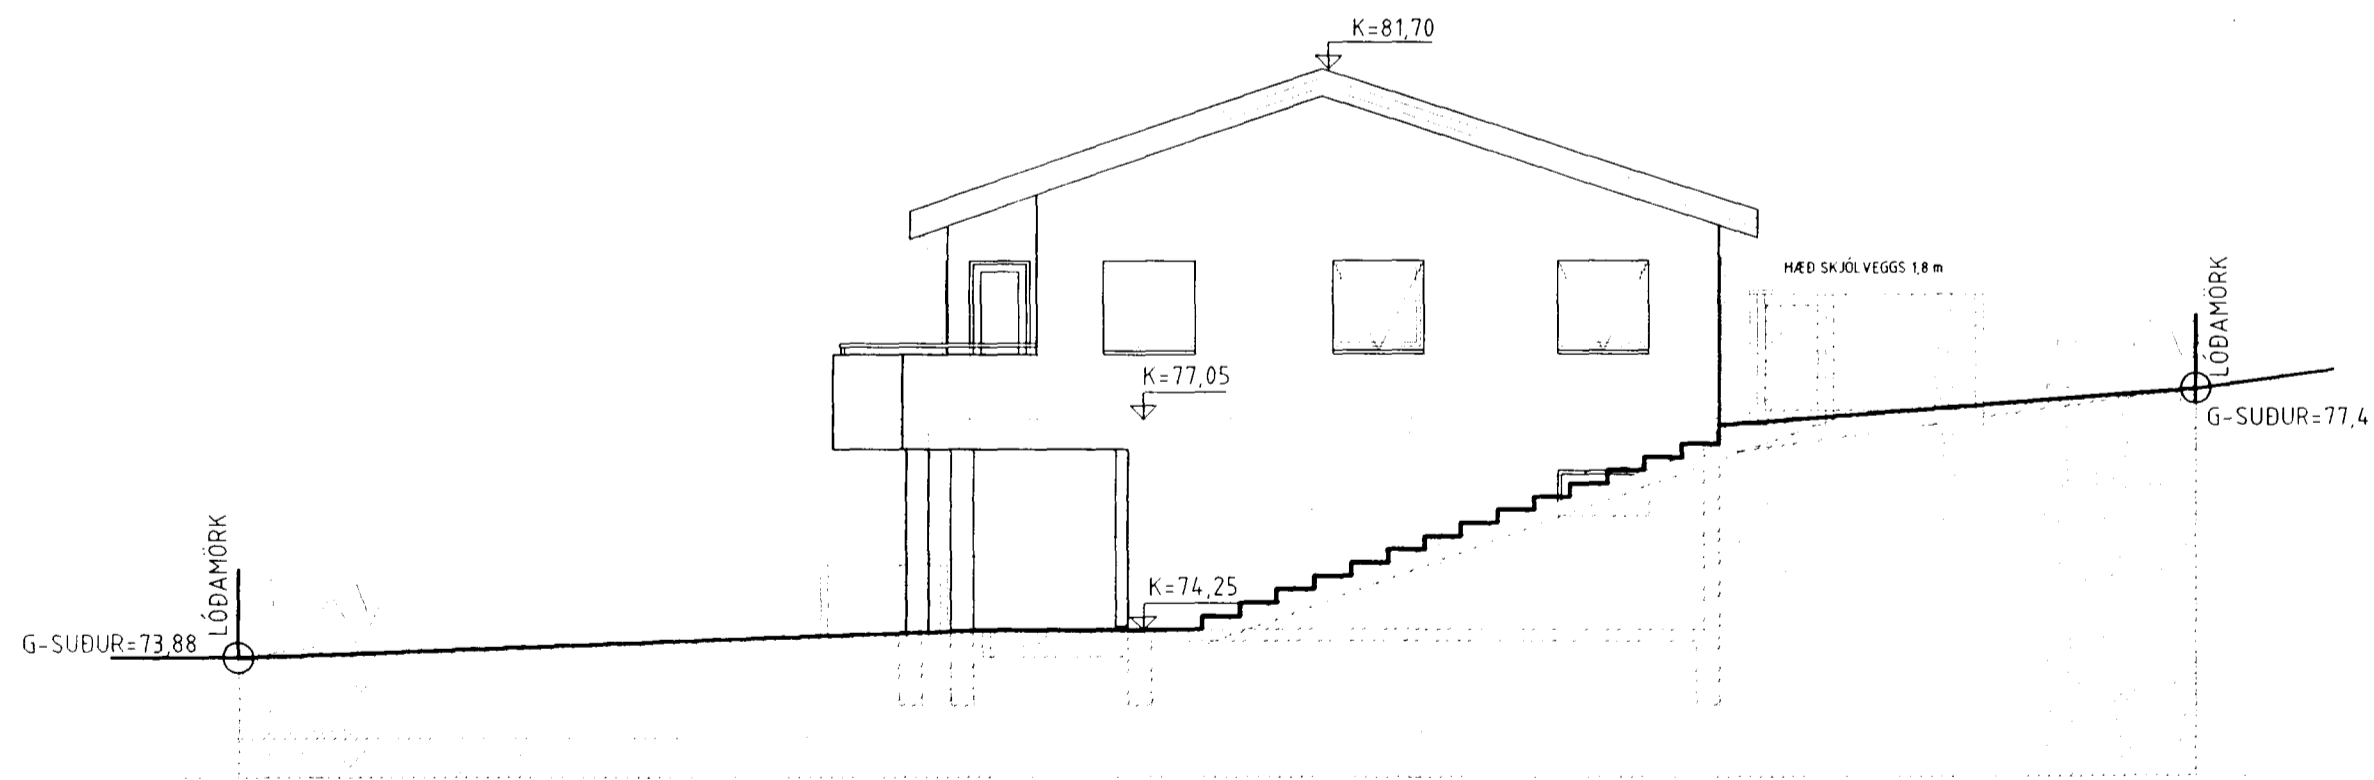 K=81,70
HÆÐ SKJÓLVEGGS 1,8 m
LÓÐAMÖRK
K=77,05
G-SUÐUR=77,4
LÓÐAMÖRK
K=74,25
G-SUÐUR=73,88